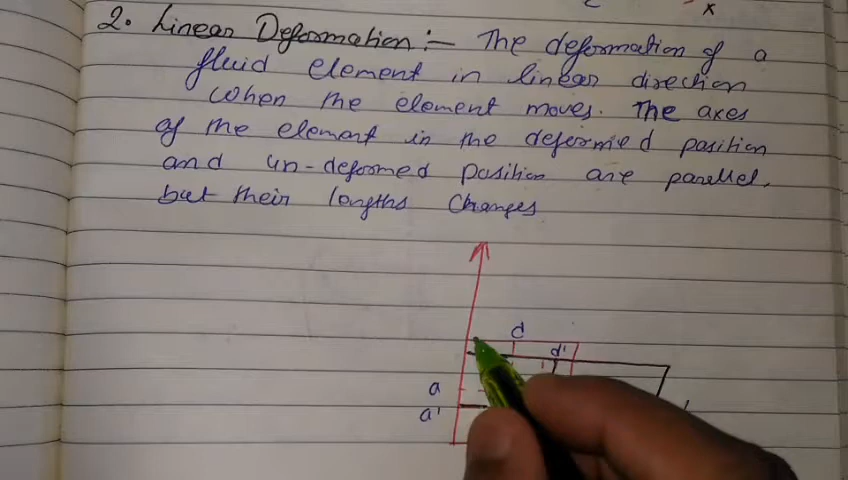 x
2. Linear Deformation :- The deformation of a
fluid element in linear direction
when the element moves. The axes
of the element in the deformed position
and un-deformed position are parallel,
but their lengths changes
d
d'
a
a'